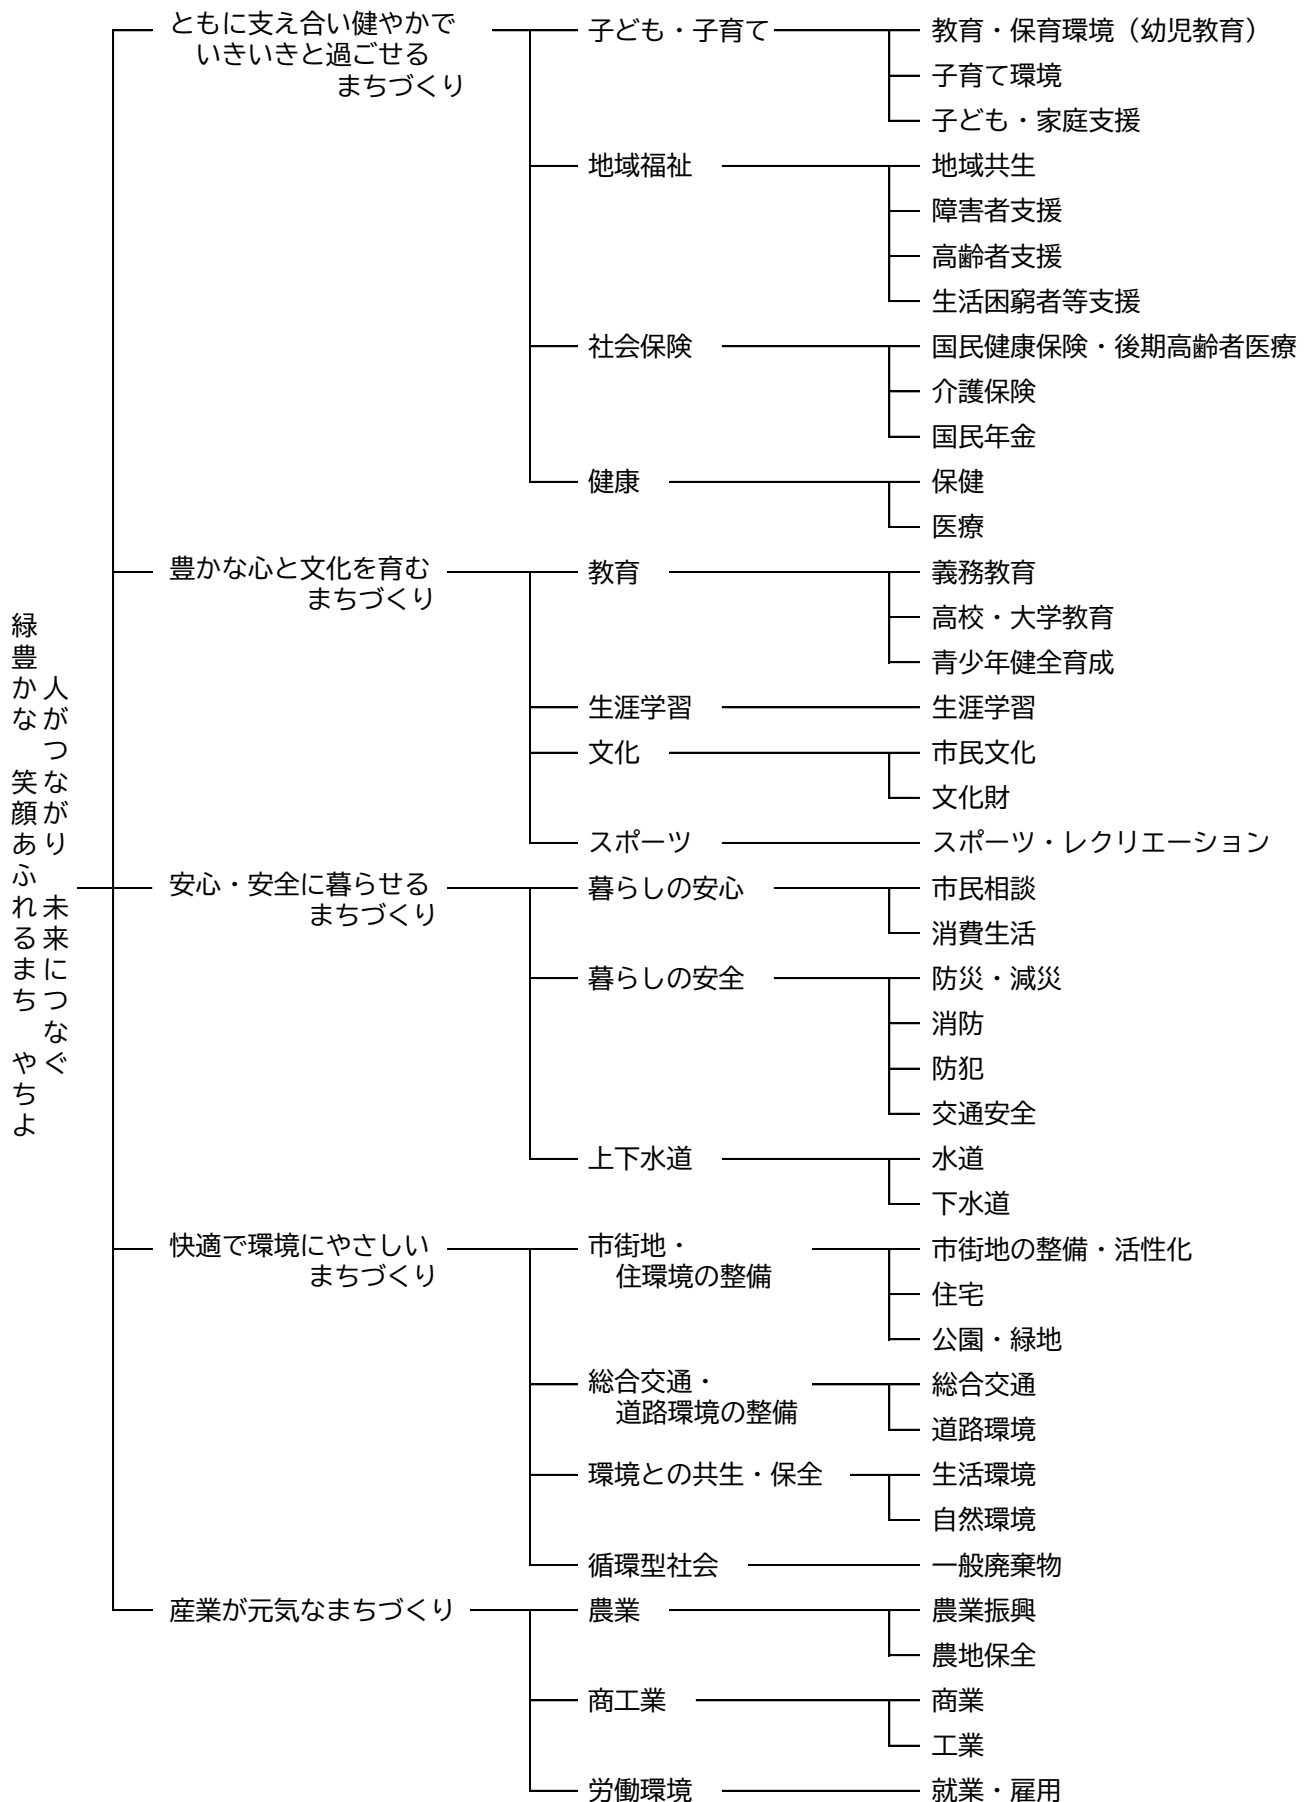 人がつながり 未来につなぐ
緑豊かな 笑顔あふれるまち やちよ
ともに支え合い健やかで
いきいきと過ごせる
まちづくり
子ども・子育て
教育・保育環境（幼児教育）
子育て環境
子ども・家庭支援
地域福祉
地域共生
障害者支援
高齢者支援
生活困窮者等支援
社会保険
国民健康保険・後期高齢者医療
介護保険
国民年金
健康
保健
医療
豊かな心と文化を育む
まちづくり
教育
義務教育
高校・大学教育
青少年健全育成
生涯学習
生涯学習
文化
市民文化
文化財
スポーツ
スポーツ・レクリエーション
安心・安全に暮らせる
まちづくり
暮らしの安心
市民相談
消費生活
暮らしの安全
防災・減災
消防
防犯
交通安全
上下水道
水道
下水道
快適で環境にやさしい
まちづくり
市街地・
住環境の整備
市街地の整備・活性化
住宅
公園・緑地
総合交通・
道路環境の整備
総合交通
道路環境
環境との共生・保全
生活環境
自然環境
循環型社会
一般廃棄物
産業が元気なまちづくり
農業
農業振興
農地保全
商工業
商業
工業
労働環境
就業・雇用